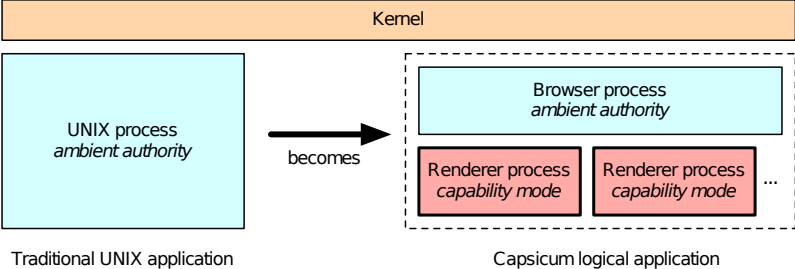 Kernel
UNIX process
ambient authority
becomes
Browser process
ambient authority
Renderer process
capability mode
Renderer process
capability mode
...
Traditional UNIX application
Capsicum logical application